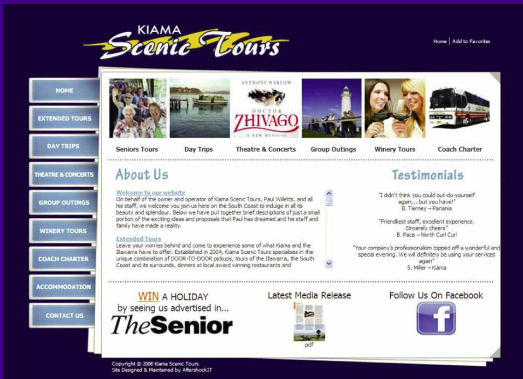 KIAMA
Scenic Tours
Home | Add to Favorites
HOME
EXTENDED TOURS
DAY TRIPS
THEATRE & CONCERTS
GROUP OUTINGS
WINERY TOURS
COACH CHARTER
ACCOMMODATION
CONTACT US
ANTHONY WARLOW
DOCTOR
ZHIVAGO
A NEW MUSICAL
Seniors Tours
Day Trips
Theatre & Concerts
Group Outings
Winery Tours
Coach Charter
About Us
Welcome to our website
On behalf of the owner and operator of Kiama Scenic Tours, Paul Willetts, and all
his staff, we welcome you to join us here on the South Coast to indulge in all its
beauty and splendour. Below we have put together brief descriptions of just a small
portion of the exciting ideas and proposals that Paul has dreamed and his staff and
family have made a reality.
Extended Tours
Leave your worries behind and come to experience some of what Kiama and the
Illawarra have to offer. Established in 2004, Kiama Scenic Tours specialises in the
unique combination of DOOR-TO-DOOR pickups, tours of the Illawarra, the South
Coast and its surrounds, dinners at local award winning restaurants and
Testimonials
"I didn't think you could out-do-yourself
again... but you have!"
B. Tierney – Panania
"Friendliest staff, excellent experience.
Sincerely cheers"
B. Pace – North Curl Curl
"Your company's professionalism topped off a wonderful and
special evening. We will definitely be using your services
again"
S. Miller – Kiama
WIN A HOLIDAY
by seeing us advertised in...
TheSenior
Latest Media Release
pdf
Follow Us On Facebook
f
Copyright © 2006 Kiama Scenic Tours
Site Designed & Maintained by AftershockIT